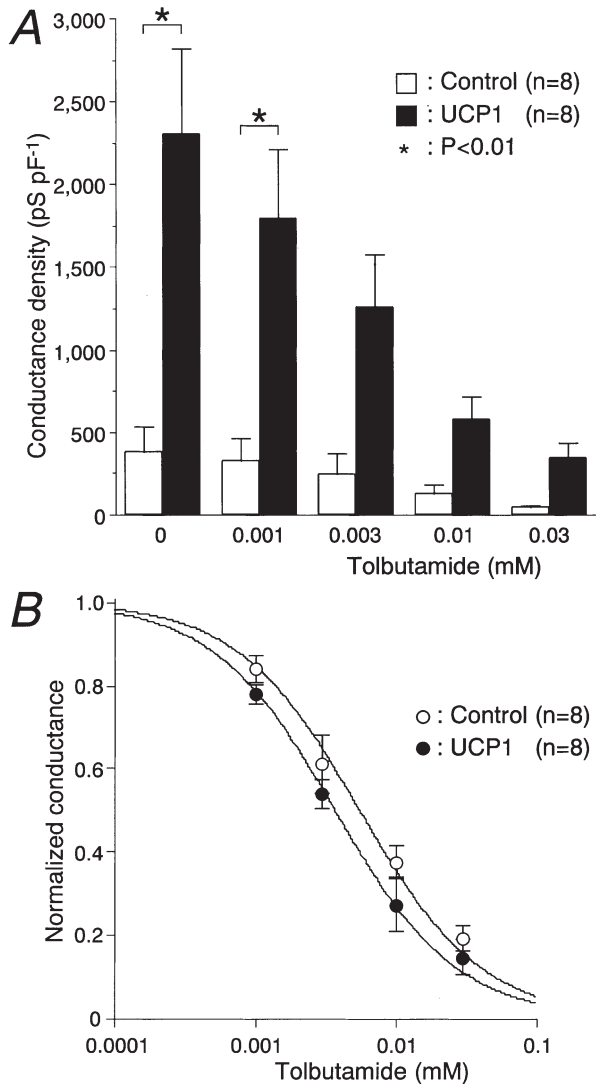 A
3,000
2,500
2,000
1,500
1,000
500
0
Conductance density (pS pF-1)
*
*
: Control (n=8)
: UCP1 (n=8)
* : P<0.01
0 0.001 0.003 0.01 0.03
Tolbutamide (mM)
B
1.0
0.8
0.6
0.4
0.2
0
Normalized conductance
: Control (n=8)
: UCP1 (n=8)
0.0001 0.001 0.01 0.1
Tolbutamide (mM)